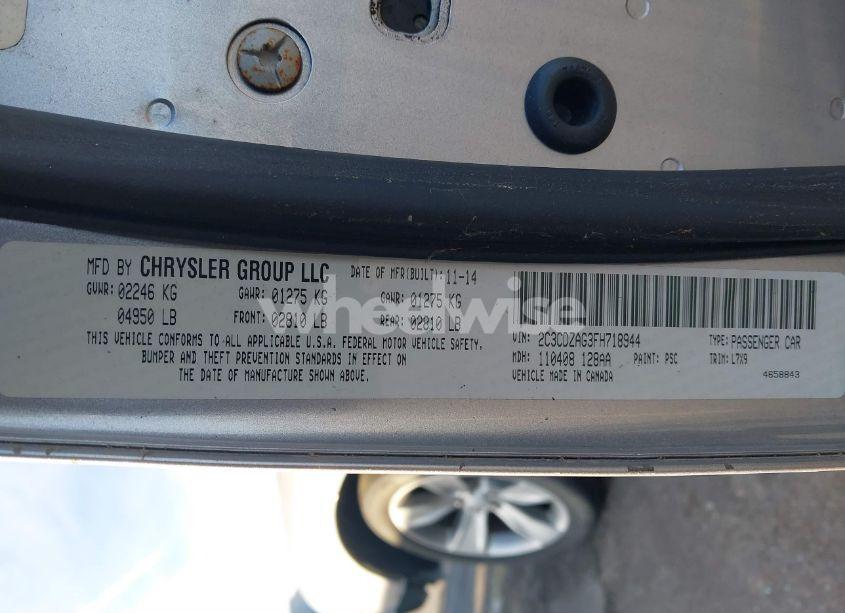 MFD BY CHRYSLER GROUP LLC DATE OF MFR(BUILT):11-14
GVWR: 02246 KG GAWR: 01275 KG GAWR: 01275 KG
04950 LB FRONT: 02810 LB REAR: 02810 LB
THIS VEHICLE CONFORMS TO ALL APPLICABLE U.S.A. FEDERAL MOTOR VEHICLE SAFETY,
BUMPER AND THEFT PREVENTION STANDARDS IN EFFECT ON
THE DATE OF MANUFACTURE SHOWN ABOVE.
VIN: 2C3CDZAG3FH718944 TYPE: PASSENGER CAR
MDH: 110408 128AA PAINT: PSC TRIM: L7X9
VEHICLE MADE IN CANADA 4658843
wheelwise